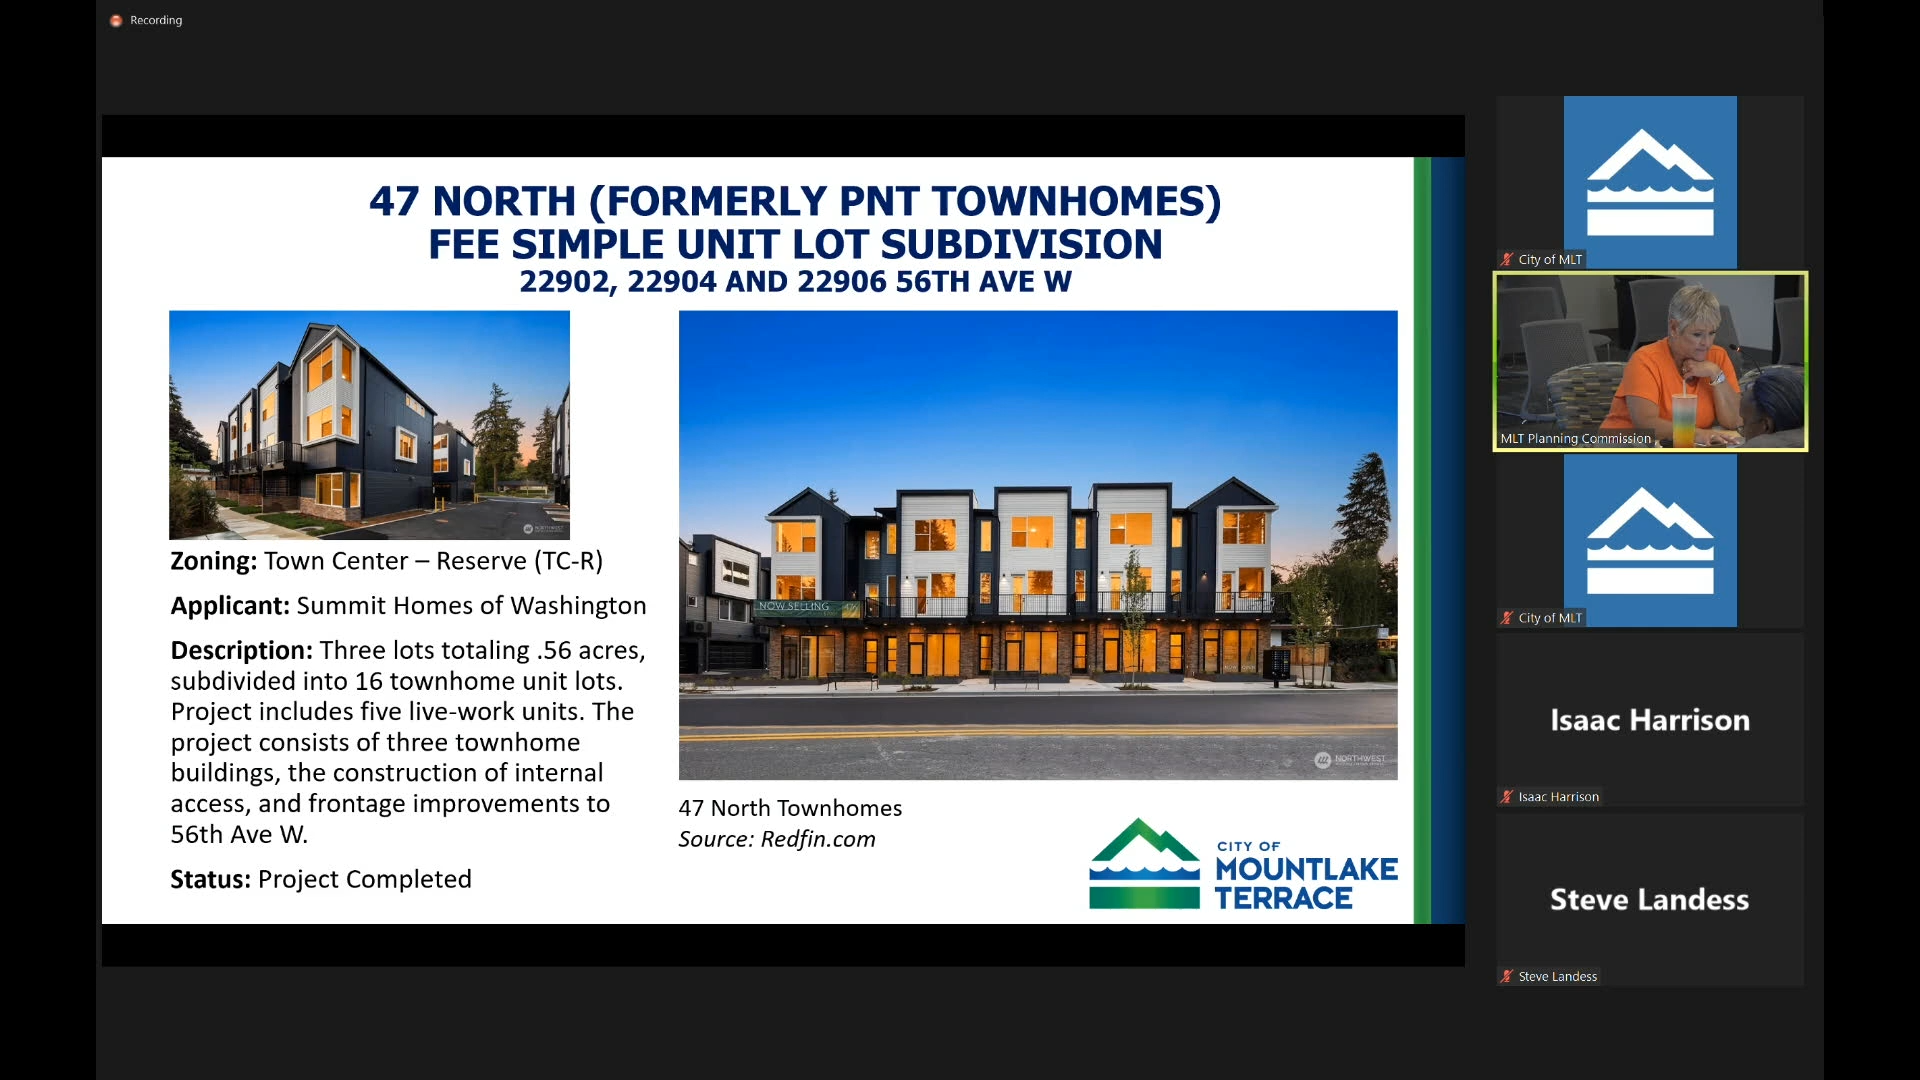 Recording
47 NORTH (FORMERLY PNT TOWNHOMES)
FEE SIMPLE UNIT LOT SUBDIVISION
22902, 22904 AND 22906 56TH AVE W
Zoning: Town Center – Reserve (TC-R)
Applicant: Summit Homes of Washington
Description: Three lots totaling .56 acres,
subdivided into 16 townhome unit lots.
Project includes five live-work units. The
project consists of three townhome
buildings, the construction of internal
access, and frontage improvements to
56th Ave W.
Status: Project Completed
NORTHWEST
NOW SELLING
NORTHWEST
47 North Townhomes
Source: Redfin.com
CITY OF
MOUNTLAKE
TERRACE
City of MLT
MLT Planning Commission
City of MLT
Isaac Harrison
Isaac Harrison
Steve Landess
Steve Landess